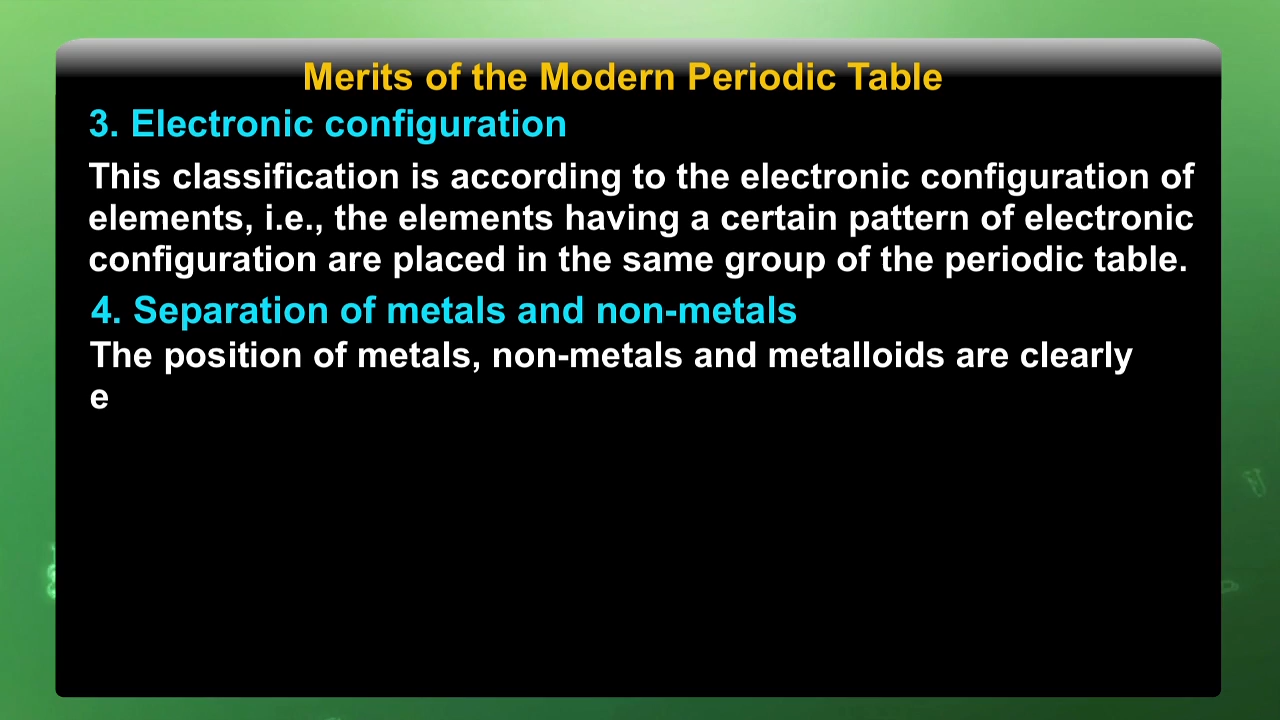 Merits of the Modern Periodic Table
3. Electronic configuration
This classification is according to the electronic configuration of
elements, i.e., the elements having a certain pattern of electronic
configuration are placed in the same group of the periodic table.
4. Separation of metals and non-metals
The position of metals, non-metals and metalloids are clearly
e